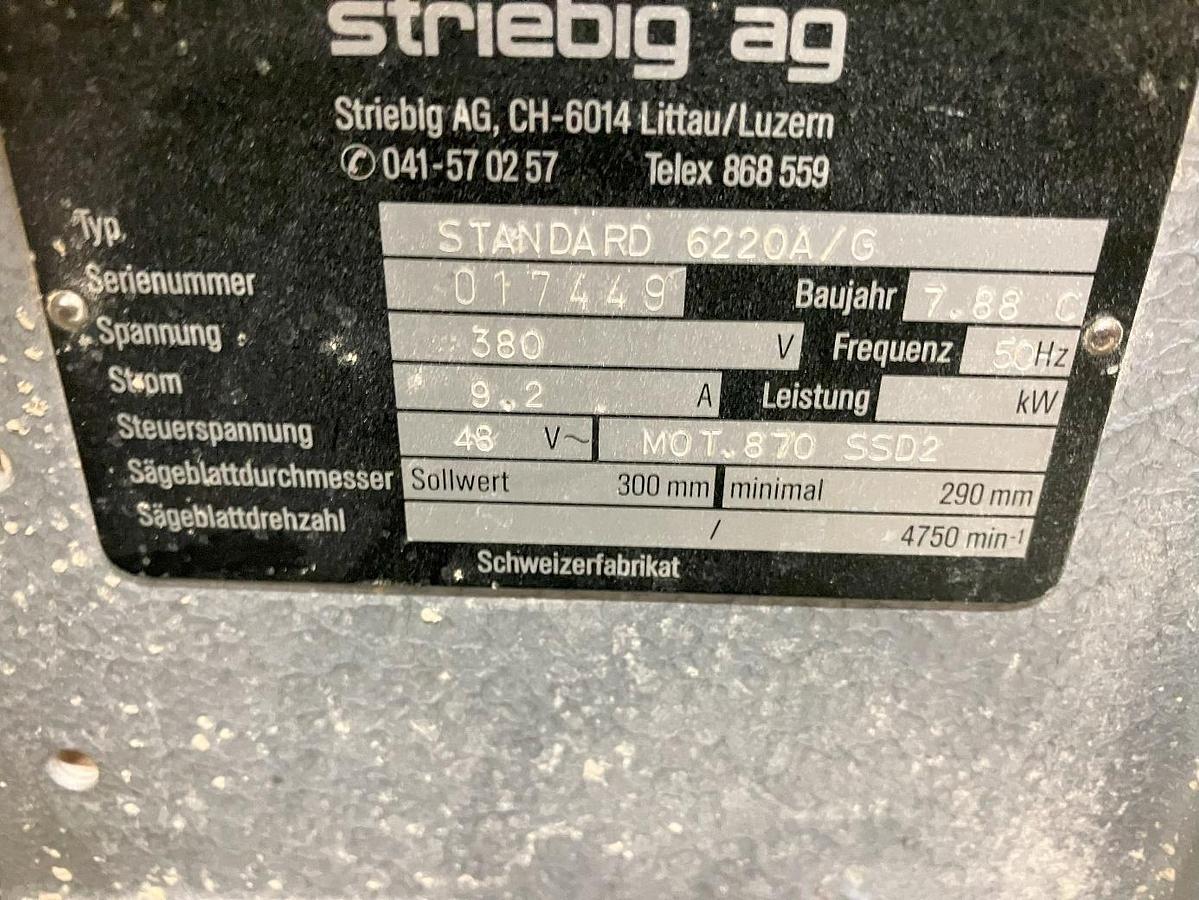 striebig ag
Striebig AG, CH-6014 Littau/Luzern
✆ 041-57 02 57 Telex 868 559
Typ STANDARD 6220A/G
Serienummer 017449 Baujahr 7.88 C
Spannung 380 V Frequenz 50 Hz
Strom 9.2 A Leistung kW
Steuerspannung 48 V~ MOT.870 SSD2
Sägeblattdurchmesser Sollwert 300 mm minimal 290 mm
Sägeblattdrehzahl / 4750 min-1
Schweizerfabrikat